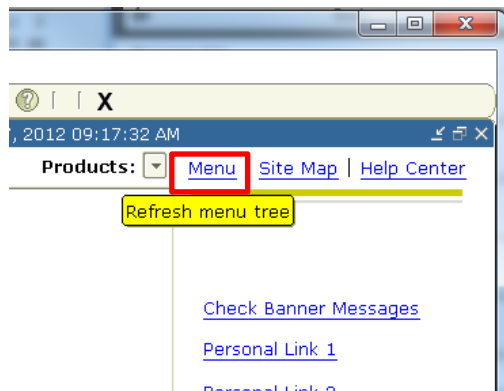 X
, 2012 09:17:32 AM
Products: Menu Site Map | Help Center
Refresh menu tree
Check Banner Messages
Personal Link 1